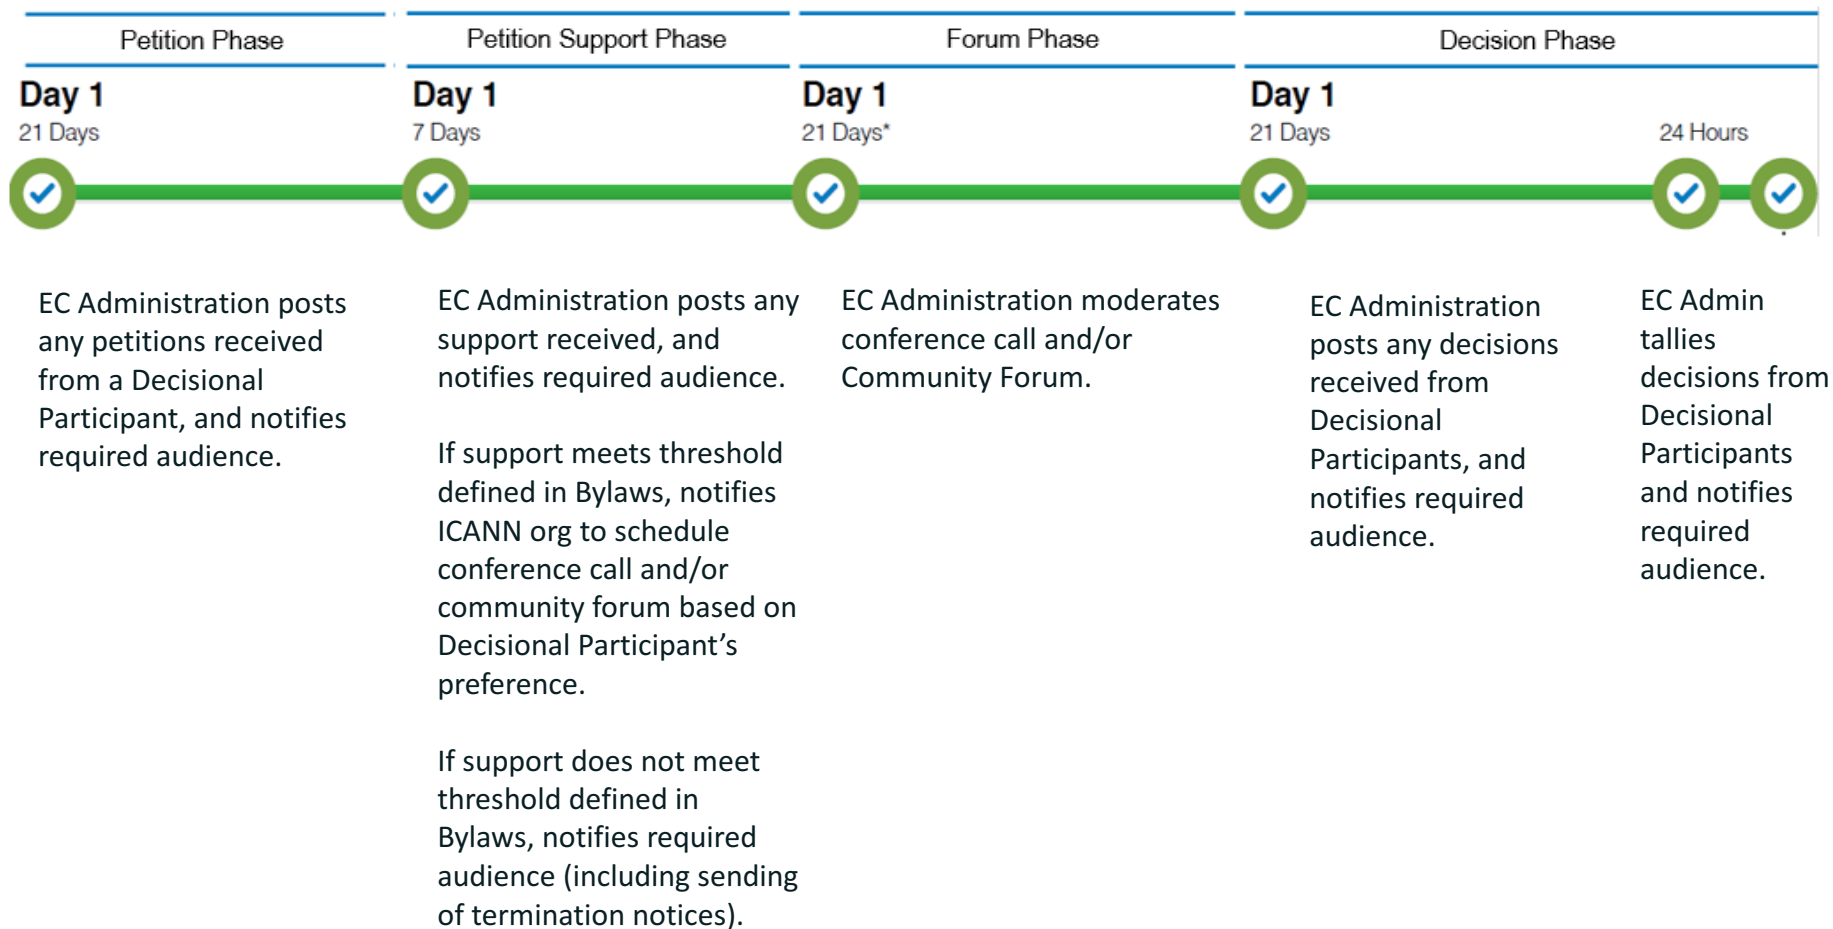 Petition Phase
Petition Support Phase
Forum Phase
Decision Phase
Day 1
21 Days
Day 1
7 Days
Day 1
21 Days*
Day 1
21 Days
24 Hours
EC Administration posts
any petitions received
from a Decisional
Participant, and notifies
required audience.
EC Administration posts any
support received, and
notifies required audience.
If support meets threshold
defined in Bylaws, notifies
ICANN org to schedule
conference call and/or
community forum based on
Decisional Participant’s
preference.
If support does not meet
threshold defined in
Bylaws, notifies required
audience (including sending
of termination notices).
EC Administration moderates
conference call and/or
Community Forum.
EC Administration
posts any decisions
received from
Decisional
Participants, and
notifies required
audience.
EC Admin
tallies
decisions from
Decisional
Participants
and notifies
required
audience.